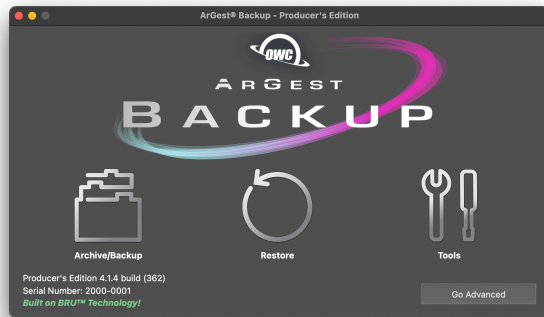 ArGest® Backup - Producer's Edition
OWC
ARGEST
BACKUP
Archive/Backup
Restore
Tools
Producer's Edition 4.1.4 build (362)
Serial Number: 2000-0001
Built on BRU™ Technology!
Go Advanced